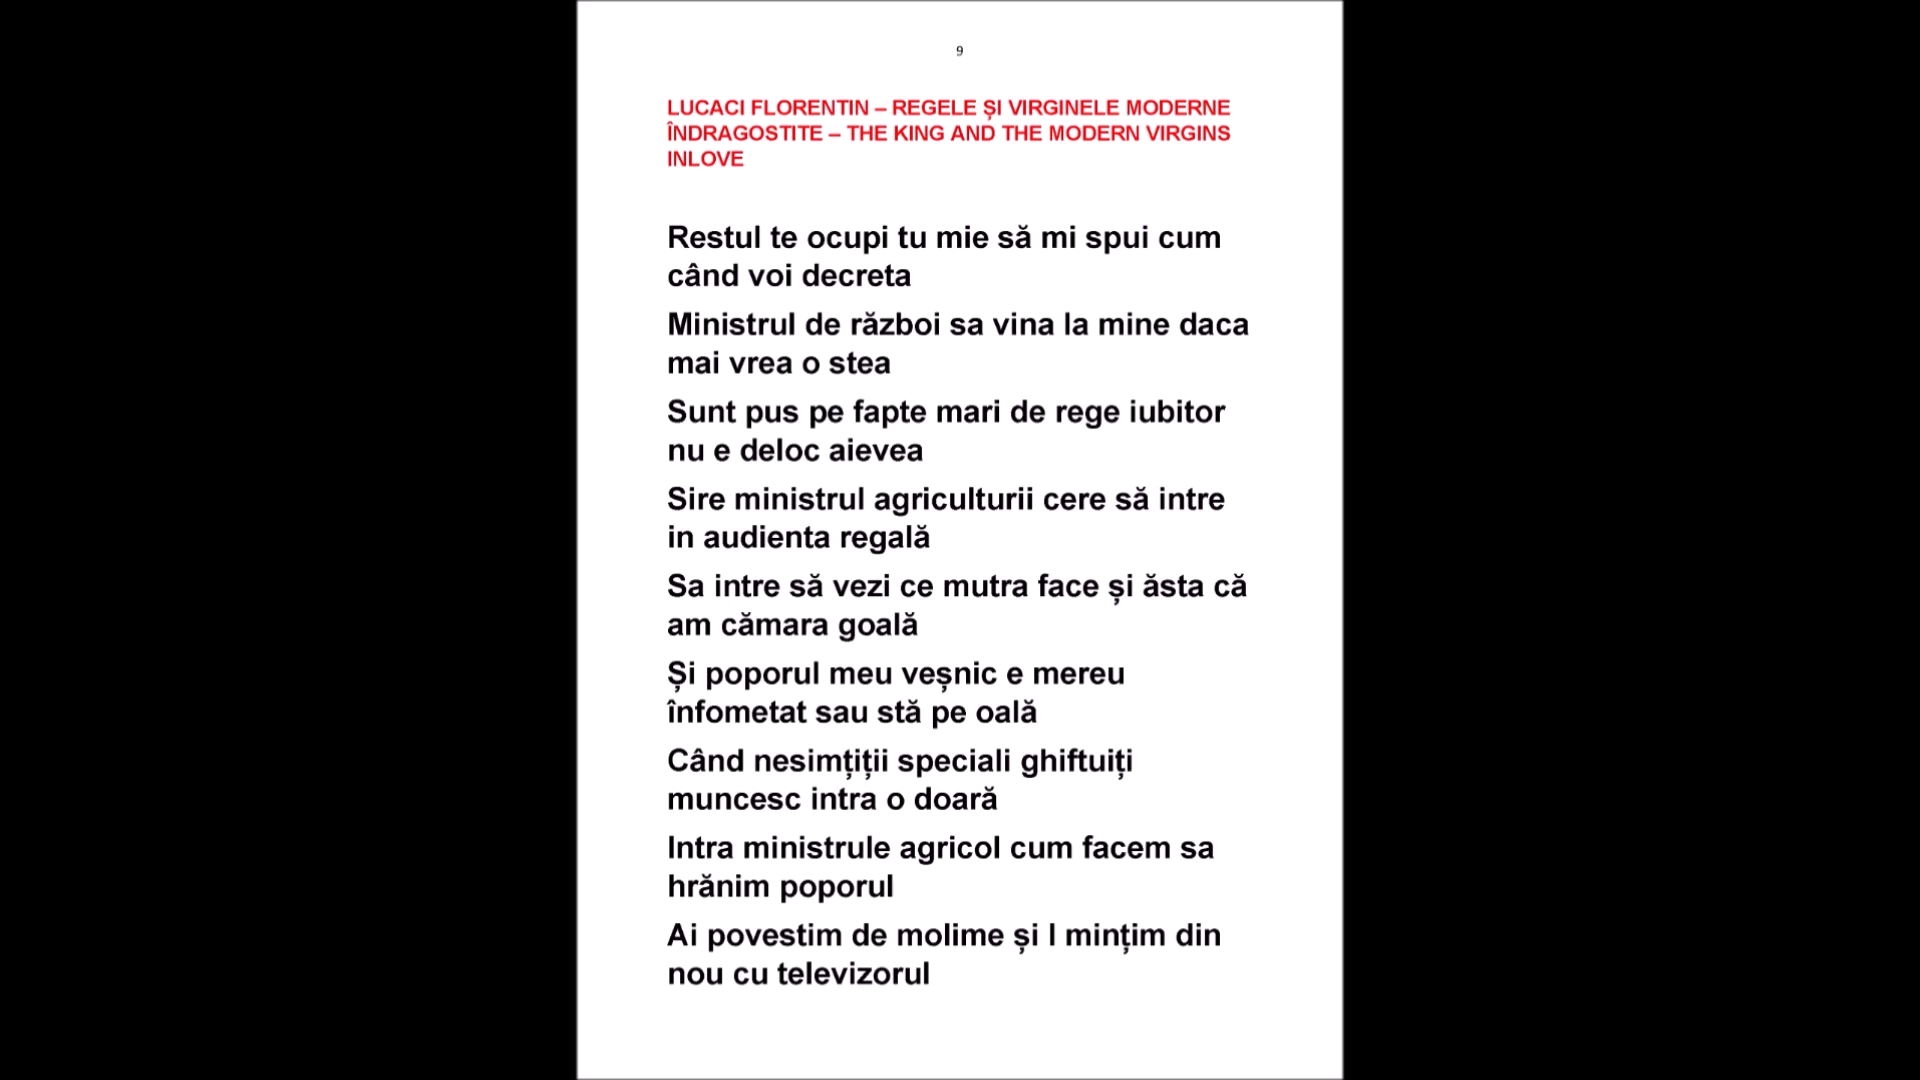 9
LUCACI FLORENTIN – REGELE ȘI VIRGINELE MODERNE
ÎNDRAGOSTITE – THE KING AND THE MODERN VIRGINS
INLOVE
Restul te ocupi tu mie să mi spui cum
când voi decreta
Ministrul de război sa vina la mine daca
mai vrea o stea
Sunt pus pe fapte mari de rege iubitor
nu e deloc aievea
Sire ministrul agriculturii cere să intre
in audienta regală
Sa intre să vezi ce mutra face și ăsta că
am cămara goală
Și poporul meu veșnic e mereu
înfometat sau stă pe oală
Când nesimțiții speciali ghiftuiți
muncesc intra o doară
Intra ministrule agricol cum facem sa
hrănim poporul
Ai povestim de molime și l mințim din
nou cu televizorul